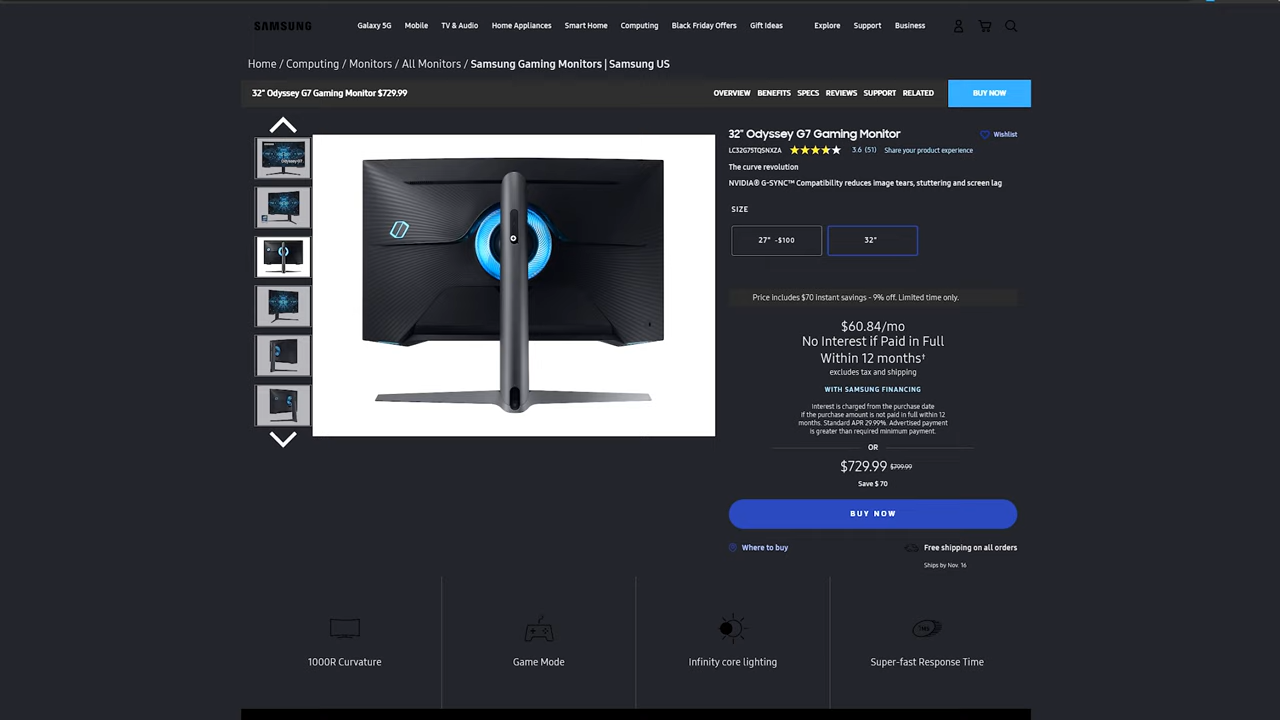 SAMSUNG
Galaxy 5G Mobile TV & Audio Home Appliances Smart Home Computing Black Friday Offers Gift Ideas Explore Support Business
Home / Computing / Monitors / All Monitors / Samsung Gaming Monitors | Samsung US
32" Odyssey G7 Gaming Monitor $729.99
OVERVIEW BENEFITS SPECS REVIEWS SUPPORT RELATED
BUY NOW
Odyssey G7
32" Odyssey G7 Gaming Monitor
Wishlist
LC32G75TQSNXZA
3.6 (51) Share your product experience
The curve revolution
NVIDIA® G-SYNC™ Compatibility reduces image tears, stuttering and screen lag
SIZE
27" -$100
32"
Price includes $70 instant savings - 9% off. Limited time only.
$60.84/mo
No Interest if Paid in Full
Within 12 months†
excludes tax and shipping
WITH SAMSUNG FINANCING
Interest is charged from the purchase date
if the purchase amount is not paid in full within 12
months. Standard APR 29.99%. Advertised payment
is greater than required minimum payment.
OR
$729.99 $799.99
Save $ 70
BUY NOW
Where to buy
Free shipping on all orders
Ships by Nov. 16
1000R Curvature
Game Mode
Infinity core lighting
1ms
Super-fast Response Time